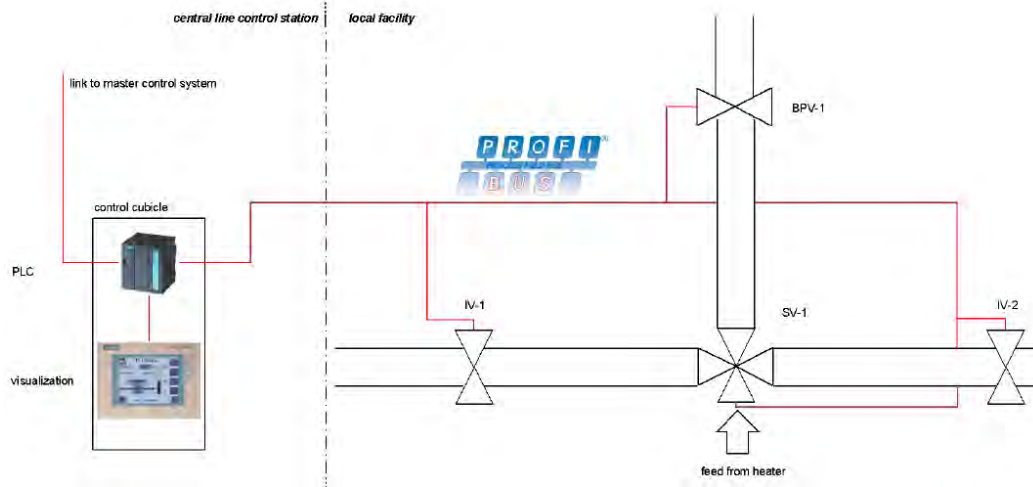 central line control station
local facility
link to master control system
BPV-1
PROFI
BUS
control cubicle
PLC
IV-1
SV-1
IV-2
visualization
feed from heater